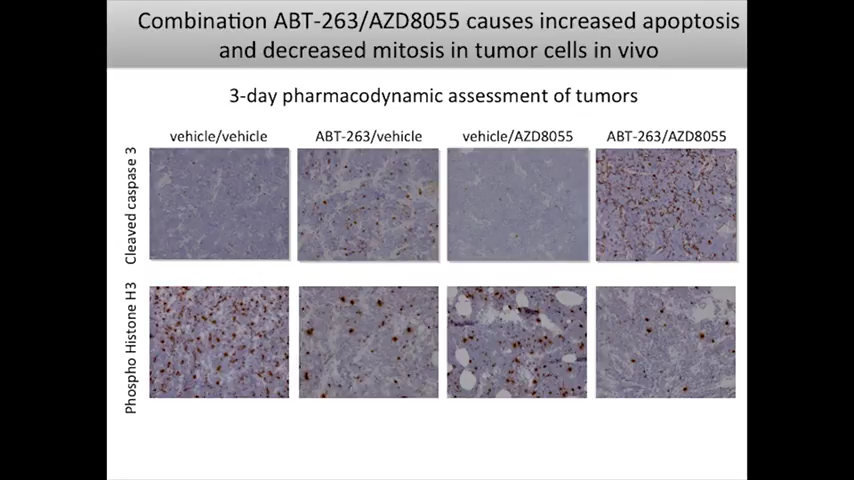 Combination ABT-263/AZD8055 causes increased apoptosis
and decreased mitosis in tumor cells in vivo
3-day pharmacodynamic assessment of tumors
vehicle/vehicle
ABT-263/vehicle
vehicle/AZD8055
ABT-263/AZD8055
Cleaved caspase 3
Phospho Histone H3